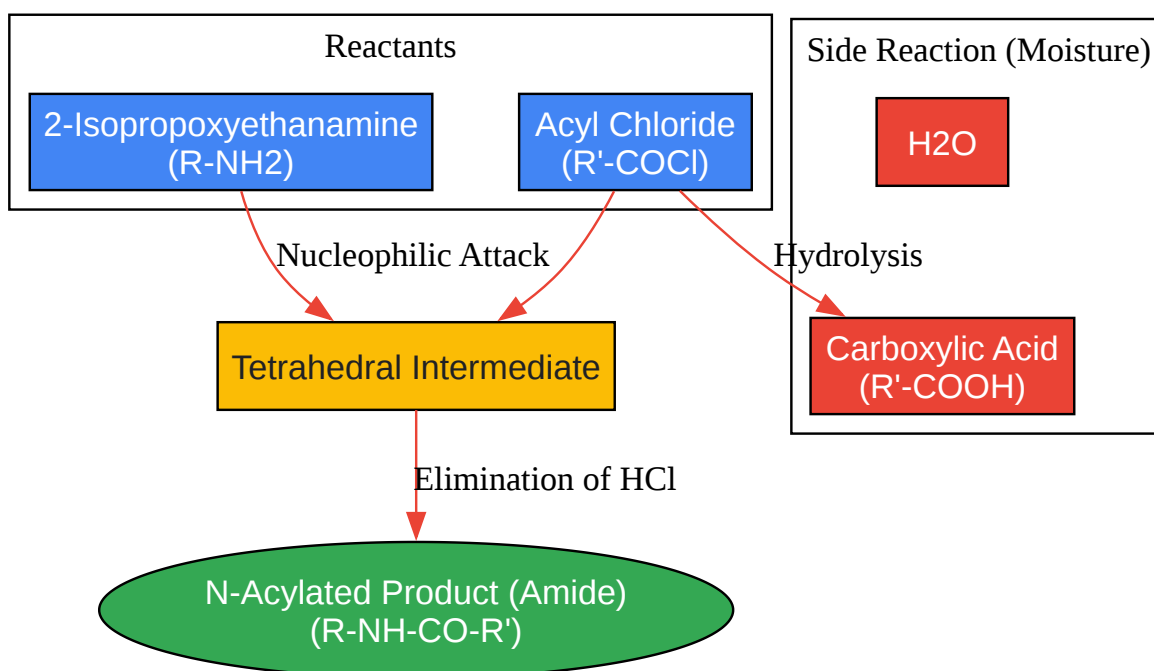 Reactants
2-Isopropoxyethanamine
(R-NH2)
Acyl Chloride
(R'-COCl)
Side Reaction (Moisture)
H2O
Nucleophilic Attack
Hydrolysis
Tetrahedral Intermediate
Carboxylic Acid
(R'-COOH)
Elimination of HCl
N-Acylated Product (Amide)
(R-NH-CO-R')